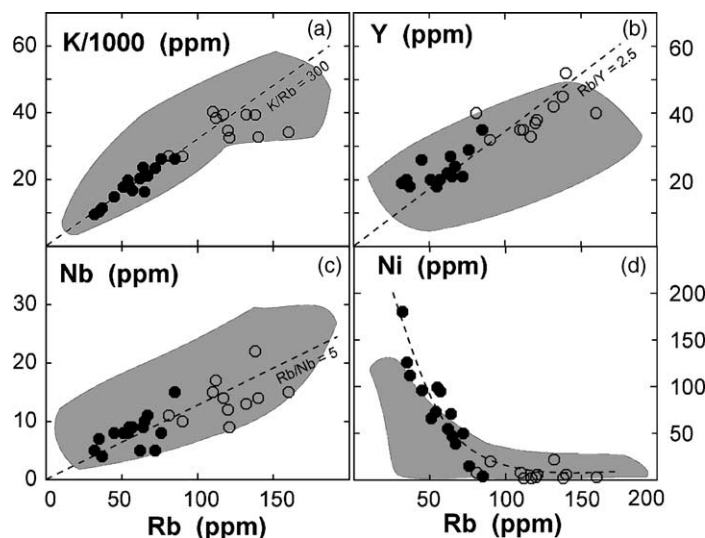 K/1000 (ppm) (a)
60
40
20
K/Rb = 300
Y (ppm) (b)
60
40
20
Rb/Y = 2.5
Nb (ppm) (c)
30
20
10
0
Rb/Nb = 5
0 50 100 150
Rb (ppm)
Ni (ppm) (d)
200
150
100
50
50 100 150 200
Rb (ppm)